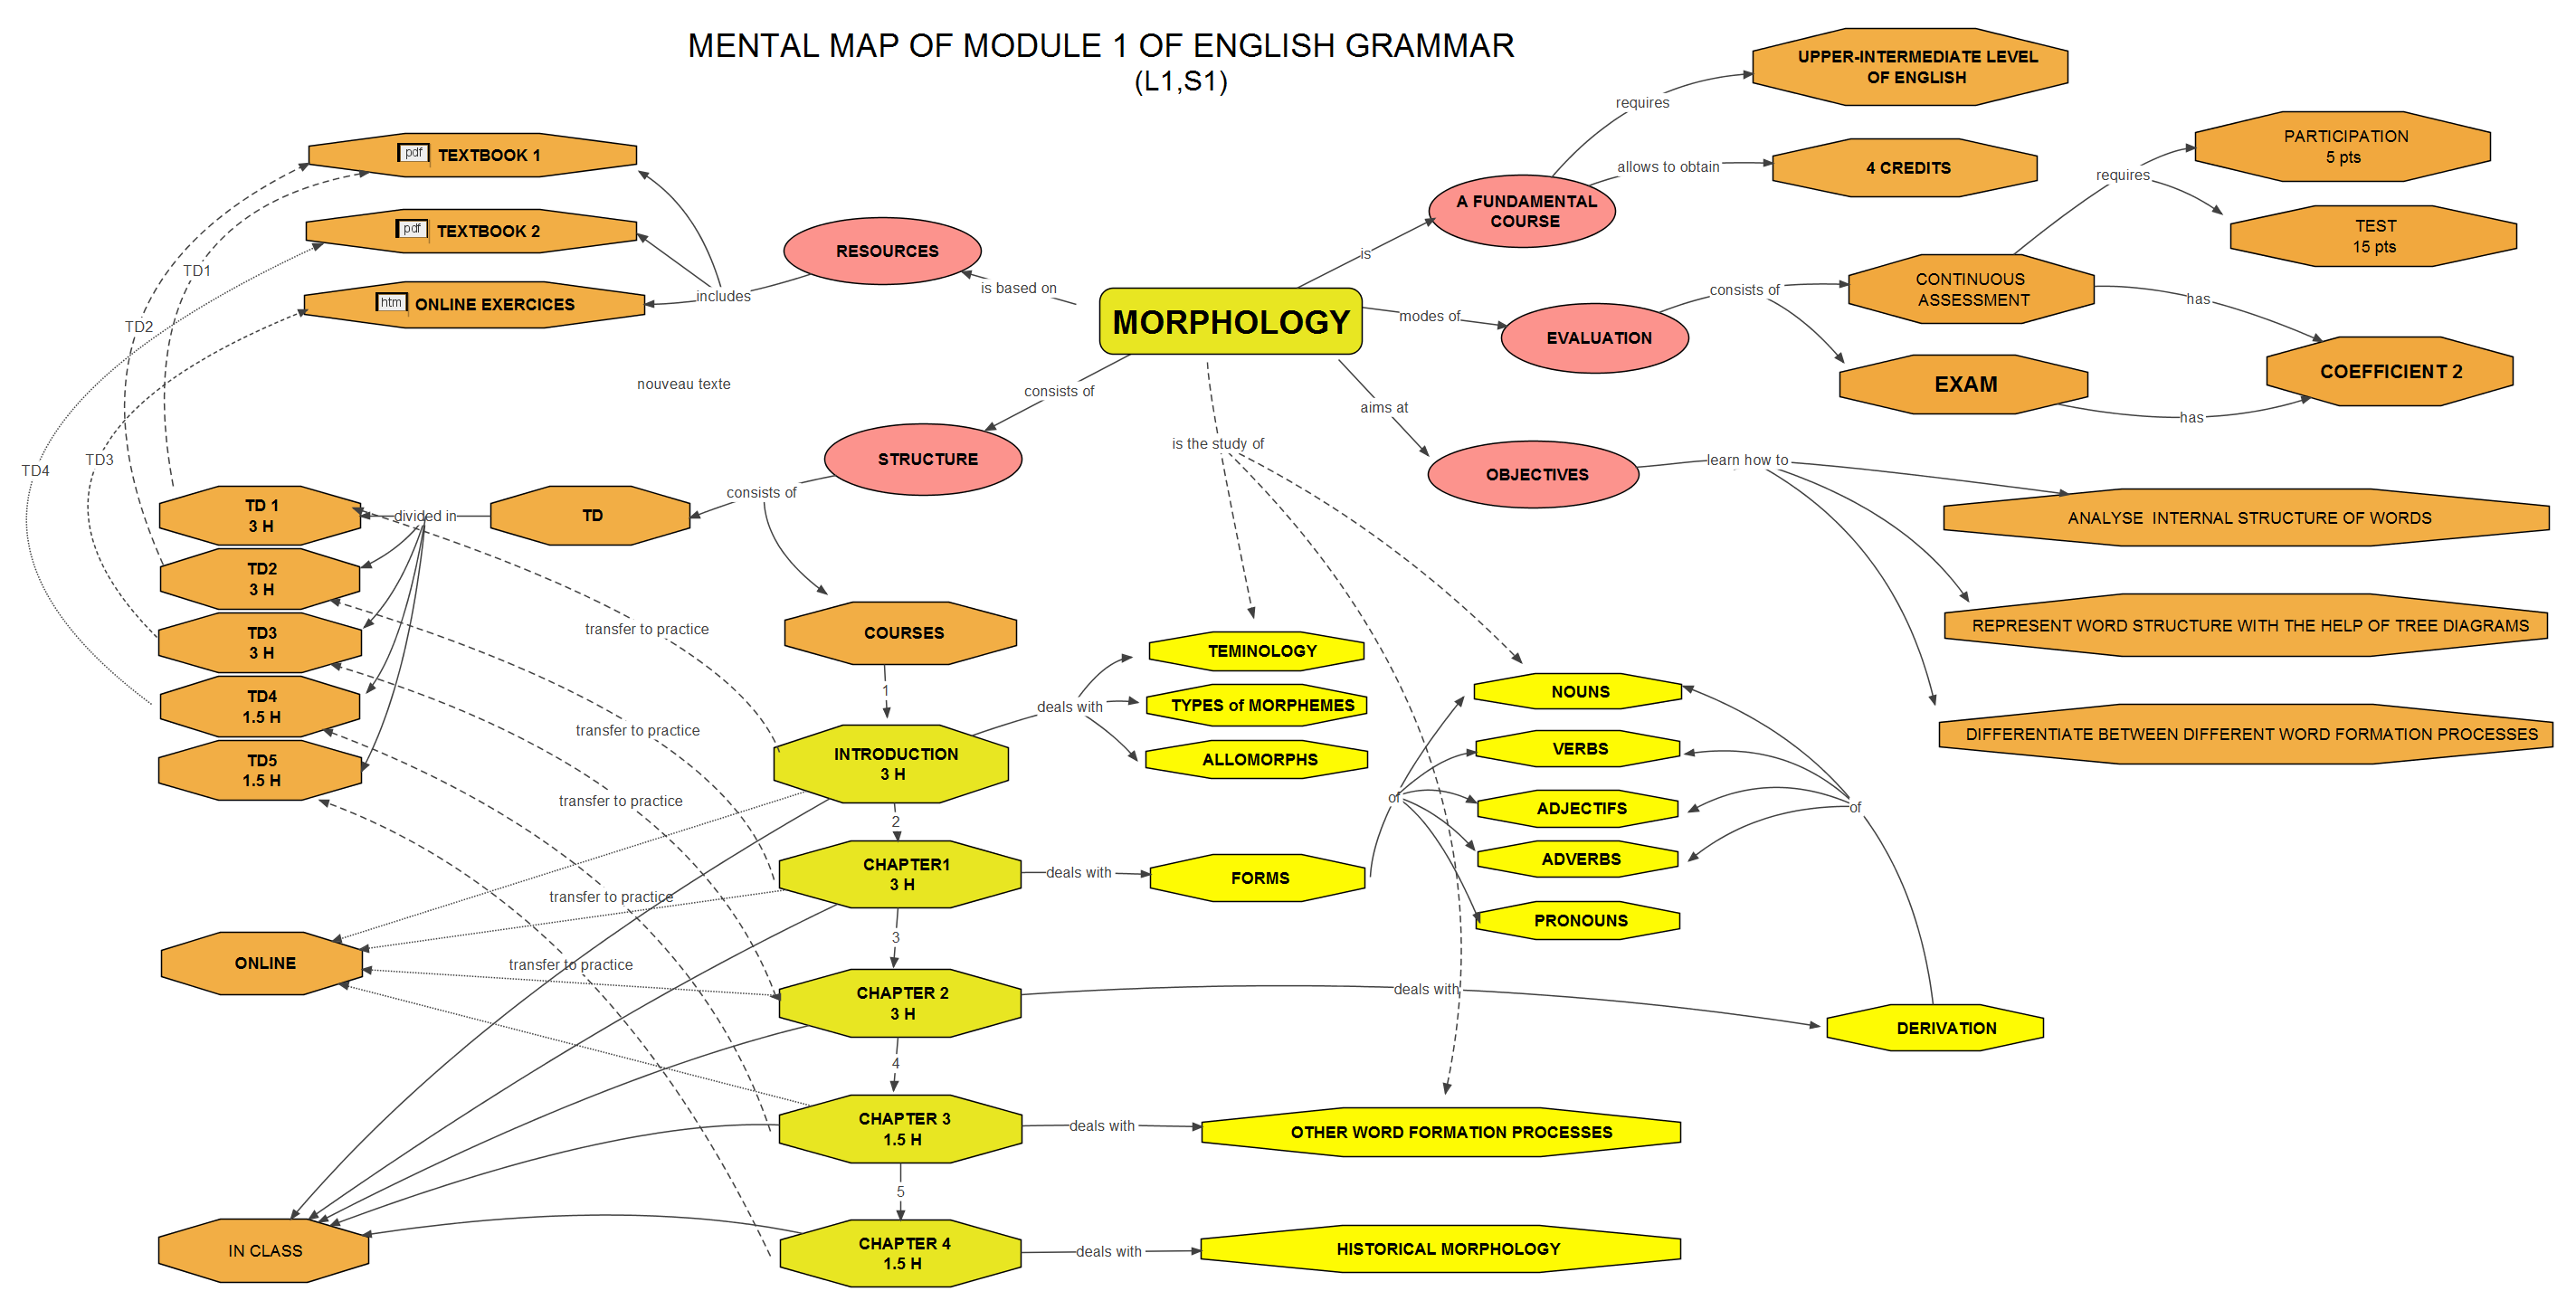 MENTAL MAP OF MODULE 1 OF ENGLISH GRAMMAR
(L1,S1)
UPPER-INTERMEDIATE LEVEL
OF ENGLISH
requires
pdf TEXTBOOK 1
4 CREDITS
allows to obtain
PARTICIPATION
5 pts
requires
TEST
15 pts
pdf TEXTBOOK 2
A FUNDAMENTAL
COURSE
RESOURCES
is
TD1
includes
is based on
htm ONLINE EXERCICES
MORPHOLOGY
modes of
EVALUATION
consists of
CONTINUOUS
ASSESSMENT
has
TD2
nouveau texte
consists of
aims at
EXAM
COEFFICIENT 2
has
is the study of
TD4
TD3
STRUCTURE
OBJECTIVES
learn how to
consists of
TD 1
3 H
divided in
TD
ANALYSE INTERNAL STRUCTURE OF WORDS
TD2
3 H
TD3
3 H
transfer to practice
COURSES
REPRESENT WORD STRUCTURE WITH THE HELP OF TREE DIAGRAMS
TEMINOLOGY
TD4
1.5 H
1
deals with
TYPES of MORPHEMES
NOUNS
transfer to practice
DIFFERENTIATE BETWEEN DIFFERENT WORD FORMATION PROCESSES
TD5
1.5 H
INTRODUCTION
3 H
ALLOMORPHS
VERBS
transfer to practice
2
of
ADJECTIFS
of
CHAPTER1
3 H
deals with
FORMS
ADVERBS
transfer to practice
PRONOUNS
3
ONLINE
transfer to practice
CHAPTER 2
3 H
deals with
DERIVATION
4
CHAPTER 3
1.5 H
deals with
OTHER WORD FORMATION PROCESSES
5
IN CLASS
CHAPTER 4
1.5 H
deals with
HISTORICAL MORPHOLOGY